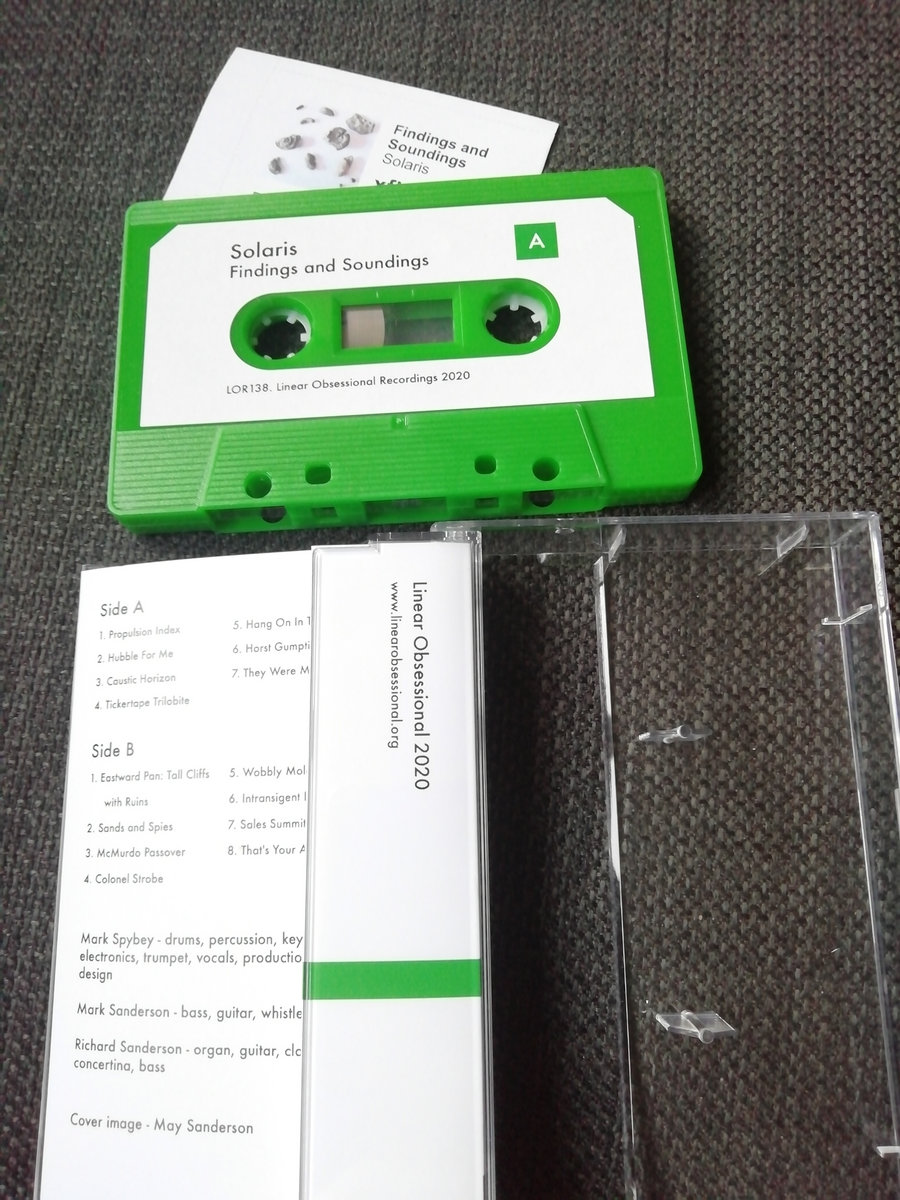 Findings and
Soundings
Solaris
Solaris
Findings and Soundings
A
LOR138. Linear Obsessional Recordings 2020
Side A
1. Propulsion Index
2. Hubble For Me
3. Caustic Horizon
4. Tickertape Trilobite
5. Hang On In
6. Horst
7. They Were
Side B
1. Eastward Pan: Tall Cliffs
with Ruins
2. Sands and Spies
3. McMurdo Passover
4. Colonel Strobe
5. Wobbly
6. Intransigent
7. Sales Summit
8. That's Your
Mark Spybey - drums, percussion,
electronics, trumpet, vocals,
design
Mark Sanderson - bass, guitar,
Richard Sanderson - organ, guitar,
concertina, bass
Cover image - May Sanderson
Linear Obsessional 2020
www.linearobsessional.org